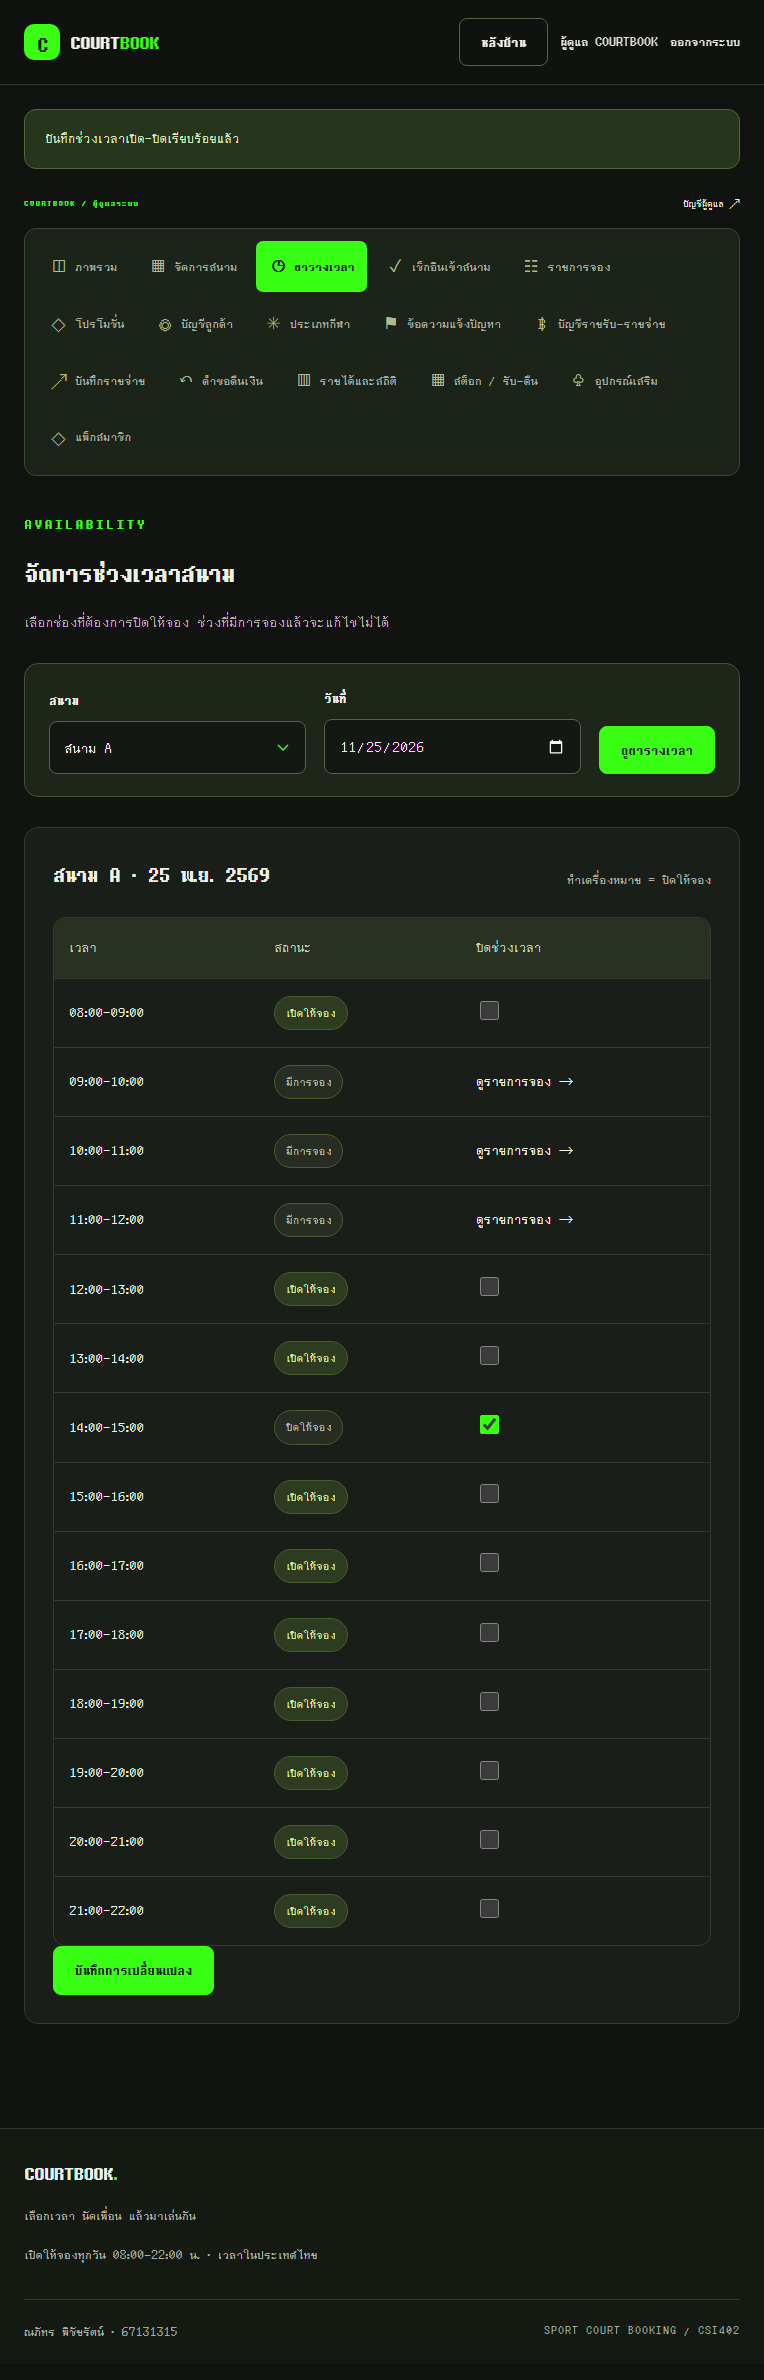 C COURTBOOK หลังบ้าน ผู้ดูแล COURTBOOK ออกจากระบบ
บันทึกช่วงเวลาเปิด-ปิดเรียบร้อยแล้ว
COURTBOOK / ผู้ดูแลระบบ บัญชีผู้ดูแล ↗
ภาพรวม จัดการสนาม ตารางเวลา เช็กอินเข้าสนาม รายการจอง
โปรโมชั่น บัญชีลูกค้า ประเภทกีฬา ข้อความแจ้งปัญหา บัญชีรายรับ-รายจ่าย
บันทึกรายจ่าย คำขอคืนเงิน รายได้และสถิติ สต็อก / รับ-คืน อุปกรณ์เสริม
แพ็กสมาชิก
AVAILABILITY
จัดการช่วงเวลาสนาม
เลือกช่องที่ต้องการปิดให้จอง ช่วงที่มีการจองแล้วจะแก้ไขไม่ได้
สนาม วันที่
สนาม A 11/25/2026 ดูตารางเวลา
สนาม A · 25 พ.ย. 2569 ทำเครื่องหมาย = ปิดให้จอง
เวลา สถานะ ปิดช่วงเวลา
08:00-09:00 เปิดให้จอง
09:00-10:00 มีการจอง ดูรายการจอง →
10:00-11:00 มีการจอง ดูรายการจอง →
11:00-12:00 มีการจอง ดูรายการจอง →
12:00-13:00 เปิดให้จอง
13:00-14:00 เปิดให้จอง
14:00-15:00 ปิดให้จอง
15:00-16:00 เปิดให้จอง
16:00-17:00 เปิดให้จอง
17:00-18:00 เปิดให้จอง
18:00-19:00 เปิดให้จอง
19:00-20:00 เปิดให้จอง
20:00-21:00 เปิดให้จอง
21:00-22:00 เปิดให้จอง
บันทึกการเปลี่ยนแปลง
COURTBOOK.
เลือกเวลา นัดเพื่อน แล้วมาเล่นกัน
เปิดให้จองทุกวัน 08:00-22:00 น. · เวลาในประเทศไทย
ณภัทร พิชัยรัตน์ · 67131315 SPORT COURT BOOKING / CSI402